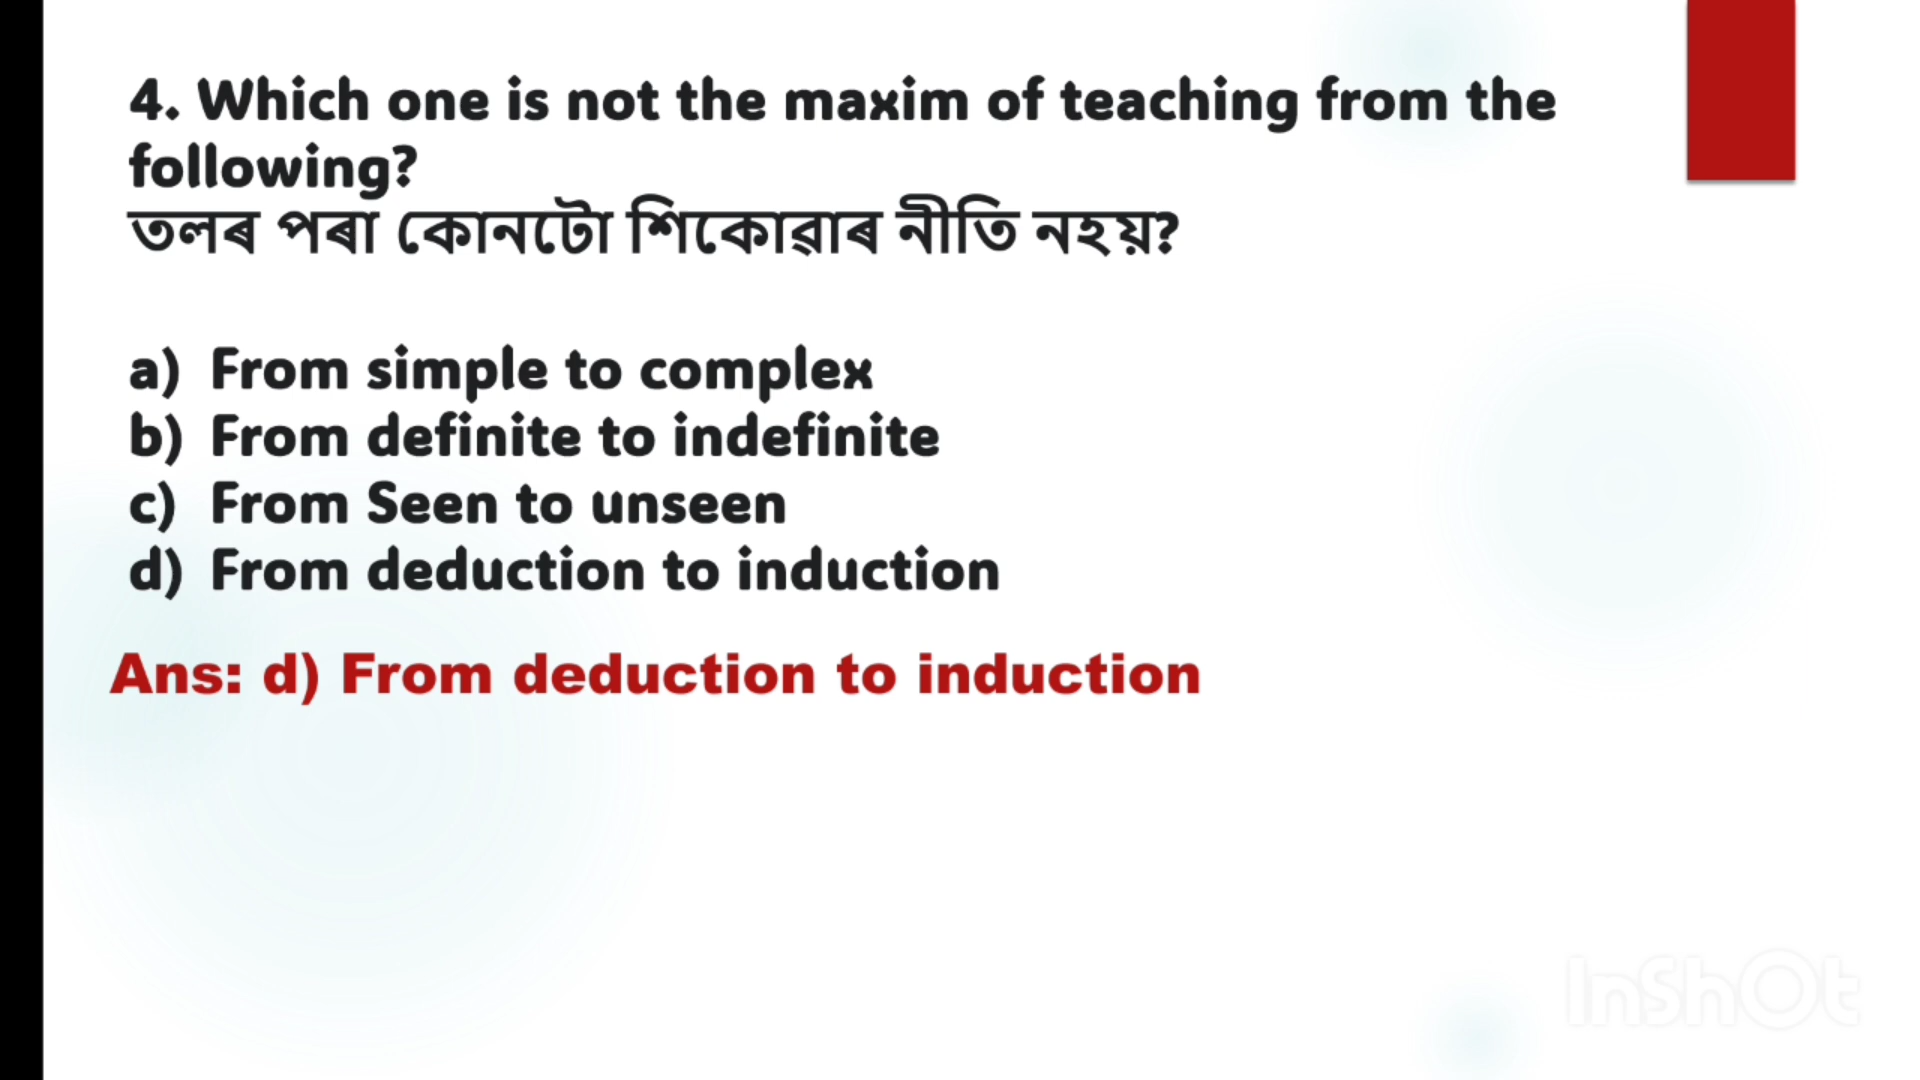 4. Which one is not the maxim of teaching from the
following?
তলৰ পৰা কোনটো শিকোৱাৰ নীতি নহয়?
a) From simple to complex
b) From definite to indefinite
c) From Seen to unseen
d) From deduction to induction
Ans: d) From deduction to induction
InShOt